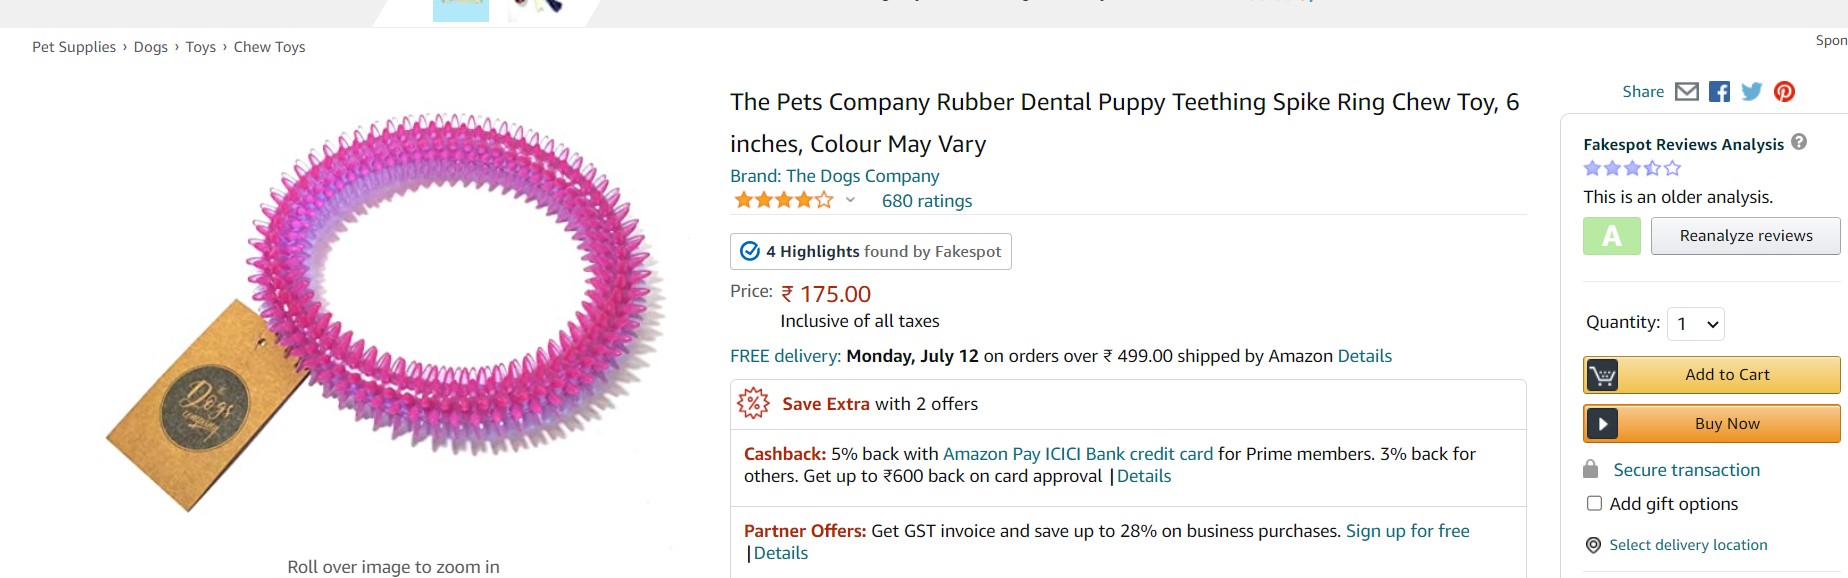 Pet Supplies › Dogs › Toys › Chew Toys
Spon
The Pets Company Rubber Dental Puppy Teething Spike Ring Chew Toy, 6
inches, Colour May Vary
Brand: The Dogs Company
680 ratings
4 Highlights found by Fakespot
Price: ₹ 175.00
Inclusive of all taxes
FREE delivery: Monday, July 12 on orders over ₹ 499.00 shipped by Amazon Details
Save Extra with 2 offers
Cashback: 5% back with Amazon Pay ICICI Bank credit card for Prime members. 3% back for
others. Get up to ₹600 back on card approval | Details
Partner Offers: Get GST invoice and save up to 28% on business purchases. Sign up for free
| Details
The
Dogs
Company
Roll over image to zoom in
Share
Fakespot Reviews Analysis ?
This is an older analysis.
A Reanalyze reviews
Quantity: 1
Add to Cart
Buy Now
Secure transaction
Add gift options
Select delivery location